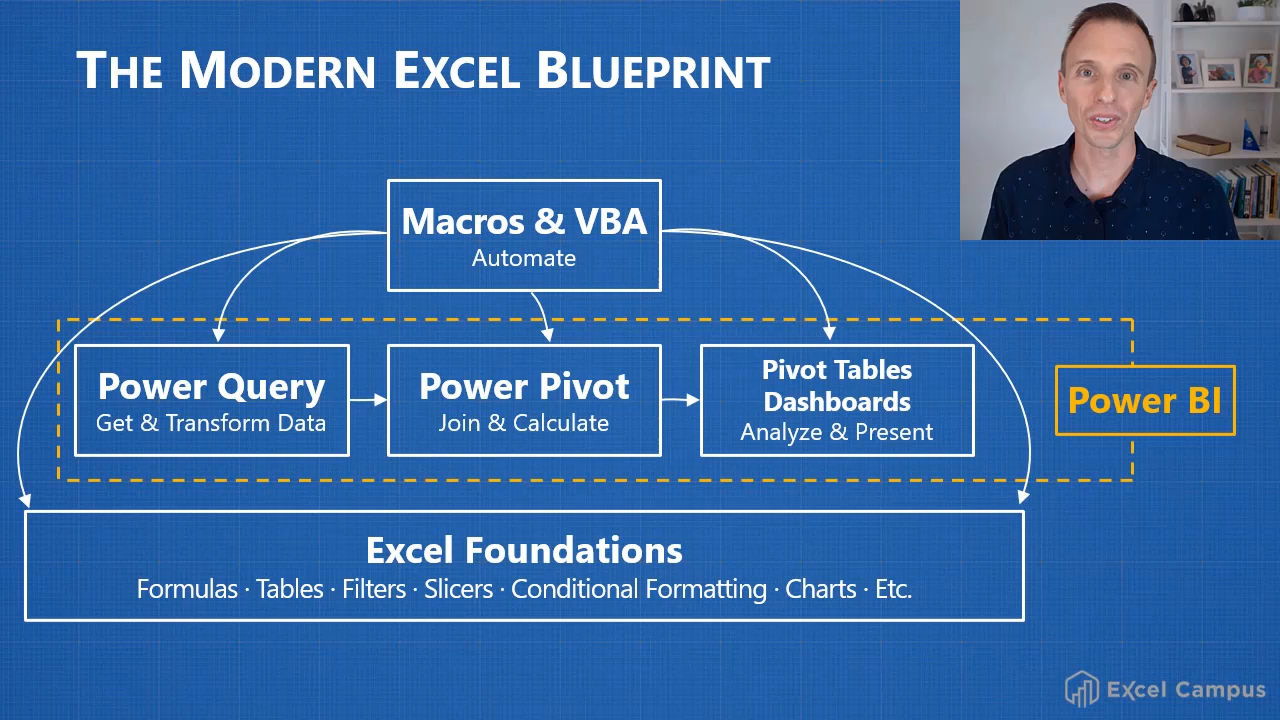 THE MODERN EXCEL BLUEPRINT
Macros & VBA
Automate
Power Query
Get & Transform Data
Power Pivot
Join & Calculate
Pivot Tables
Dashboards
Analyze & Present
Power BI
Excel Foundations
Formulas · Tables · Filters · Slicers · Conditional Formatting · Charts · Etc.
Excel Campus